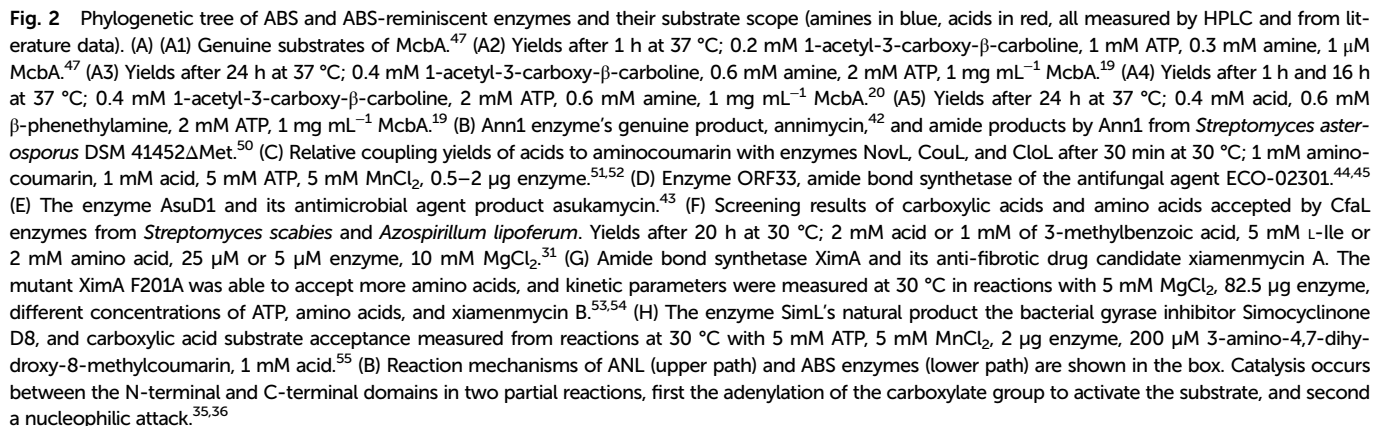 Fig. 2 Phylogenetic tree of ABS and ABS-reminiscent enzymes and their substrate scope (amines in blue, acids in red, all measured by HPLC and from lit-
erature data). (A) (A1) Genuine substrates of McbA.47 (A2) Yields after 1 h at 37 °C; 0.2 mM 1-acetyl-3-carboxy-β-carboline, 1 mM ATP, 0.3 mM amine, 1 μM
McbA.47 (A3) Yields after 24 h at 37 °C; 0.4 mM 1-acetyl-3-carboxy-β-carboline, 0.6 mM amine, 2 mM ATP, 1 mg mL−1 McbA.19 (A4) Yields after 1 h and 16 h
at 37 °C; 0.4 mM 1-acetyl-3-carboxy-β-carboline, 2 mM ATP, 0.6 mM amine, 1 mg mL−1 McbA.20 (A5) Yields after 24 h at 37 °C; 0.4 mM acid, 0.6 mM
β-phenethylamine, 2 mM ATP, 1 mg mL−1 McbA.19 (B) Ann1 enzyme's genuine product, annimycin,42 and amide products by Ann1 from Streptomyces aster-
osporus DSM 41452ΔMet.50 (C) Relative coupling yields of acids to aminocoumarin with enzymes NovL, CouL, and CloL after 30 min at 30 °C; 1 mM amino-
coumarin, 1 mM acid, 5 mM ATP, 5 mM MnCl2, 0.5–2 μg enzyme.51,52 (D) Enzyme ORF33, amide bond synthetase of the antifungal agent ECO-02301.44,45
(E) The enzyme AsuD1 and its antimicrobial agent product asukamycin.43 (F) Screening results of carboxylic acids and amino acids accepted by CfaL
enzymes from Streptomyces scabies and Azospirillum lipoferum. Yields after 20 h at 30 °C; 2 mM acid or 1 mM of 3-methylbenzoic acid, 5 mM L-Ile or
2 mM amino acid, 25 μM or 5 μM enzyme, 10 mM MgCl2.31 (G) Amide bond synthetase XimA and its anti-fibrotic drug candidate xiamenmycin A. The
mutant XimA F201A was able to accept more amino acids, and kinetic parameters were measured at 30 °C in reactions with 5 mM MgCl2, 82.5 μg enzyme,
different concentrations of ATP, amino acids, and xiamenmycin B.53,54 (H) The enzyme SimL's natural product the bacterial gyrase inhibitor Simocyclinone
D8, and carboxylic acid substrate acceptance measured from reactions at 30 °C with 5 mM ATP, 5 mM MnCl2, 2 μg enzyme, 200 μM 3-amino-4,7-dihy-
droxy-8-methylcoumarin, 1 mM acid.55 (B) Reaction mechanisms of ANL (upper path) and ABS enzymes (lower path) are shown in the box. Catalysis occurs
between the N-terminal and C-terminal domains in two partial reactions, first the adenylation of the carboxylate group to activate the substrate, and second
a nucleophilic attack.35,36